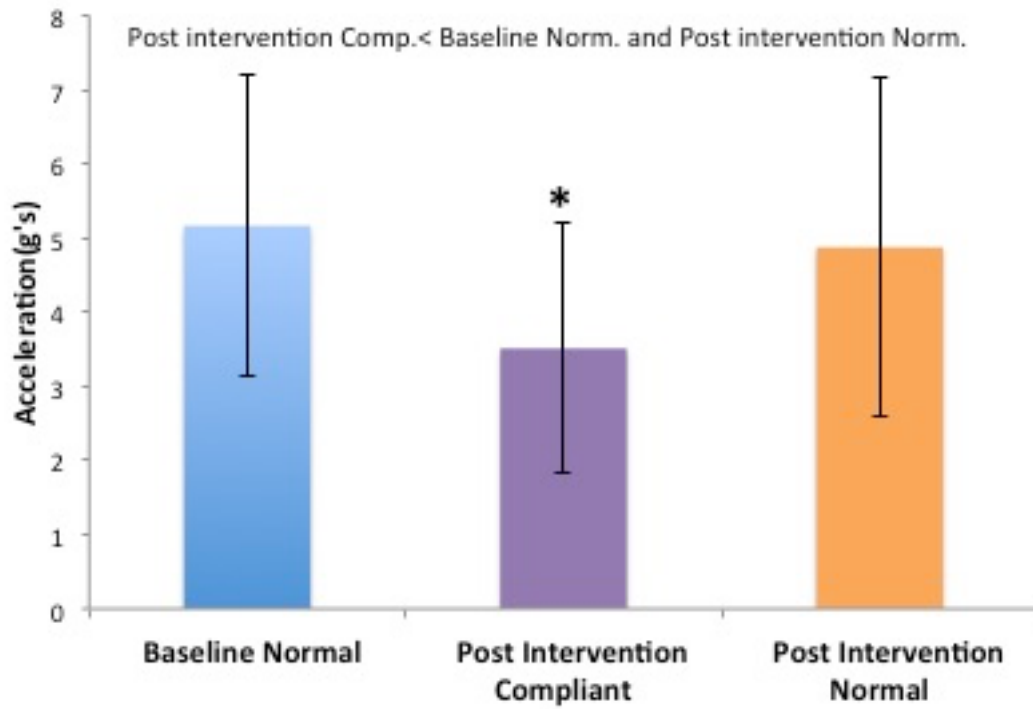 8
Post intervention Comp.< Baseline Norm. and Post intervention Norm.
7
6
*
5
4
3
2
1
0
Acceleration(g's)
Baseline Normal
Post Intervention
Compliant
Post Intervention
Normal